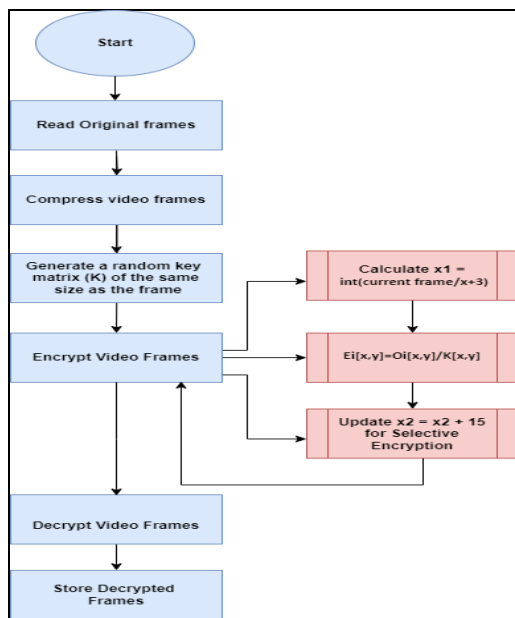 Start
Read Original frames
Compress video frames
Generate a random key
matrix (K) of the same
size as the frame
Encrypt Video Frames
Calculate x1 =
int(current frame/x+3)
Ei[x,y]=Oi[x,y]/K[x,y]
Update x2 = x2 + 15
for Selective
Encryption
Decrypt Video Frames
Store Decrypted
Frames